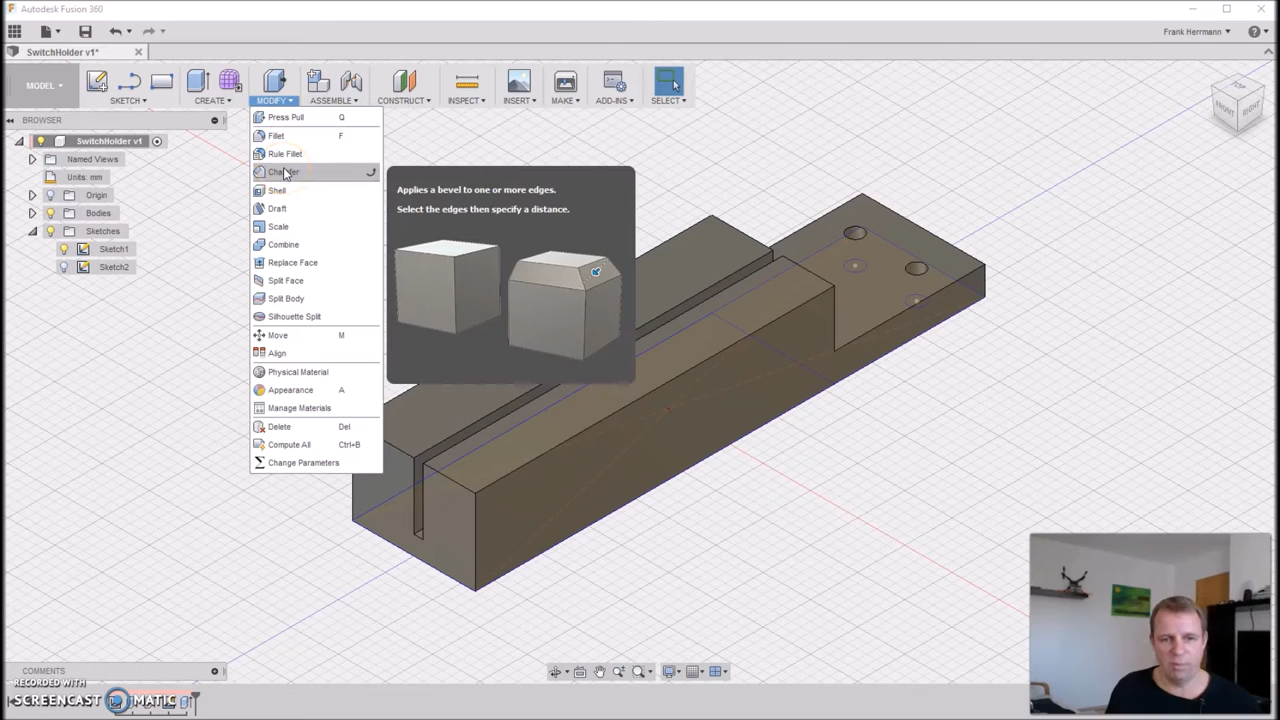 Autodesk Fusion 360
Frank Herrmann
SwitchHolder v1*
MODEL
SKETCH
CREATE
MODIFY
ASSEMBLE
CONSTRUCT
INSPECT
INSERT
MAKE
ADD-INS
SELECT
BROWSER
SwitchHolder v1
Named Views
Units: mm
Origin
Bodies
Sketches
Sketch1
Sketch2
Press Pull Q
Fillet F
Rule Fillet
Chamfer
Shell
Draft
Scale
Combine
Replace Face
Split Face
Split Body
Silhouette Split
Move M
Align
Physical Material
Appearance A
Manage Materials
Delete Del
Compute All Ctrl+B
Change Parameters
Applies a bevel to one or more edges.
Select the edges then specify a distance.
FRONT
RIGHT
COMMENTS
RECORDED WITH
SCREENCAST MATIC